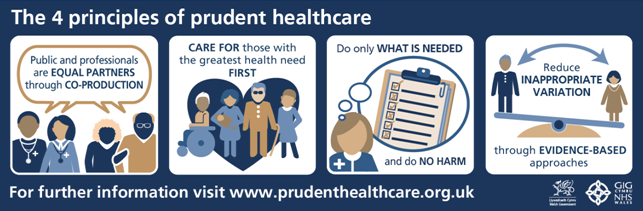 The 4 principles of prudent healthcare
Public and professionals
are EQUAL PARTNERS
through CO-PRODUCTION
CARE FOR those with
the greatest health need
FIRST
Do only WHAT IS NEEDED
and do NO HARM
Reduce
INAPPROPRIATE
VARIATION
through EVIDENCE-BASED
approaches
For further information visit www.prudenthealthcare.org.uk
Llywodraeth Cymru
Welsh Government
GIG
CYMRU
NHS
WALES